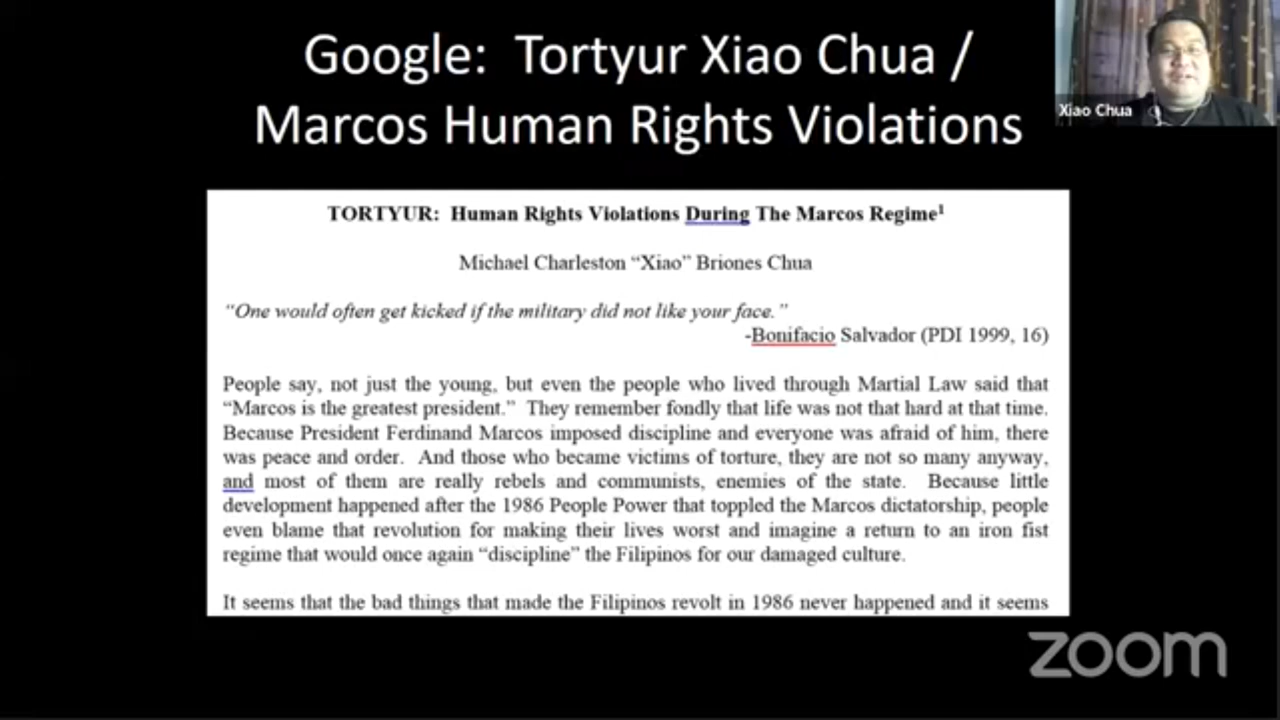 Google: Tortyur Xiao Chua /
Marcos Human Rights Violations
Xiao Chua
TORTYUR: Human Rights Violations During The Marcos Regime¹
Michael Charleston “Xiao” Briones Chua
“One would often get kicked if the military did not like your face.”
-Bonifacio Salvador (PDI 1999, 16)
People say, not just the young, but even the people who lived through Martial Law said that
“Marcos is the greatest president.” They remember fondly that life was not that hard at that time.
Because President Ferdinand Marcos imposed discipline and everyone was afraid of him, there
was peace and order. And those who became victims of torture, they are not so many anyway,
and most of them are really rebels and communists, enemies of the state. Because little
development happened after the 1986 People Power that toppled the Marcos dictatorship, people
even blame that revolution for making their lives worst and imagine a return to an iron fist
regime that would once again “discipline” the Filipinos for our damaged culture.
It seems that the bad things that made the Filipinos revolt in 1986 never happened and it seems
zoom